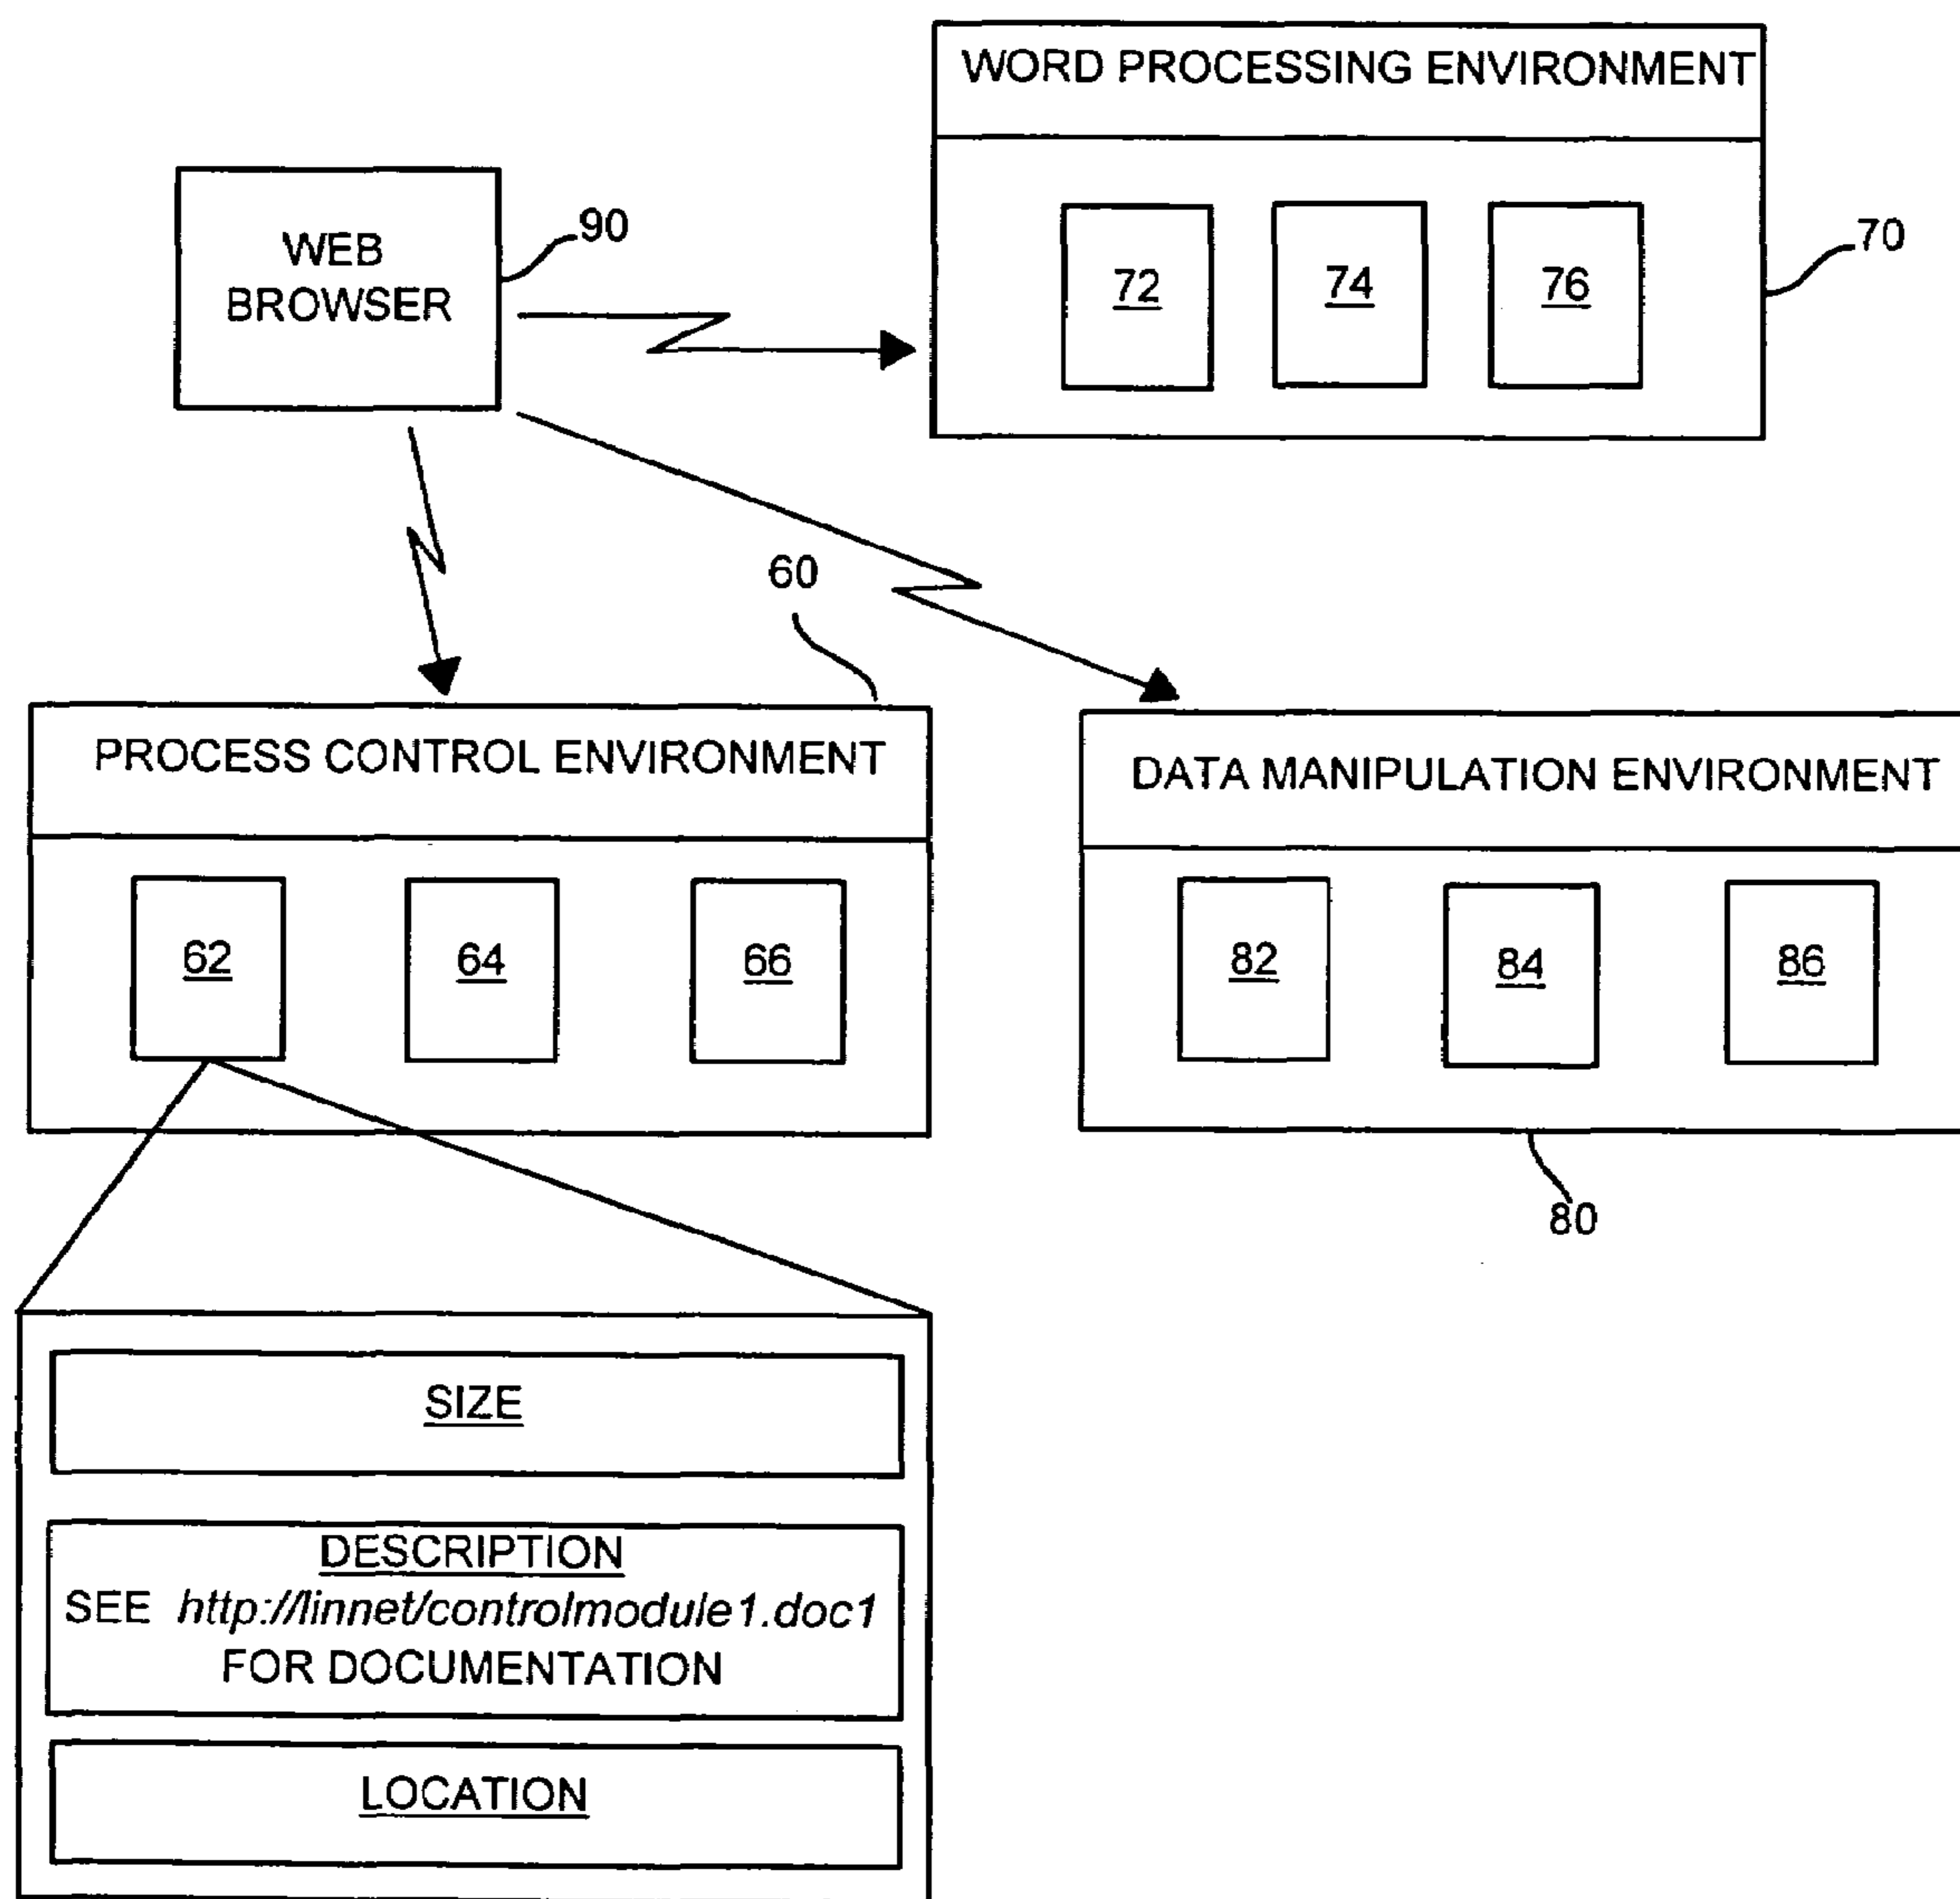 WORD PROCESSING ENVIRONMENT
WEB
BROWSER
90
72
74
76
70
60
PROCESS CONTROL ENVIRONMENT
DATA MANIPULATION ENVIRONMENT
62
64
66
82
84
86
80
SIZE
DESCRIPTION
SEE http://linnet/controlmodule1.doc1
FOR DOCUMENTATION
LOCATION